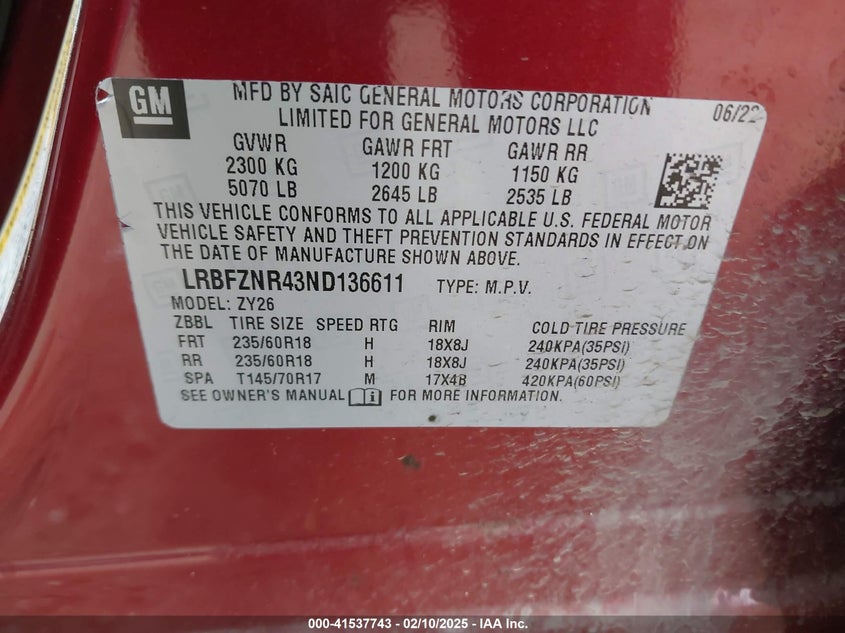 GM
MFD BY SAIC GENERAL MOTORS CORPORATION 06/22
LIMITED FOR GENERAL MOTORS LLC
GVWR GAWR FRT GAWR RR
2300 KG 1200 KG 1150 KG
5070 LB 2645 LB 2535 LB
THIS VEHICLE CONFORMS TO ALL APPLICABLE U.S. FEDERAL MOTOR
VEHICLE SAFETY AND THEFT PREVENTION STANDARDS IN EFFECT ON
THE DATE OF MANUFACTURE SHOWN ABOVE.
LRBFZNR43ND136611 TYPE: M.P.V.
MODEL: ZY26
ZBBL TIRE SIZE SPEED RTG RIM COLD TIRE PRESSURE
FRT 235/60R18 H 18X8J 240KPA(35PSI)
RR 235/60R18 H 18X8J 240KPA(35PSI)
SPA T145/70R17 M 17X4B 420KPA(60PSI)
SEE OWNER'S MANUAL i FOR MORE INFORMATION.
000-41537743 - 02/10/2025 - IAA Inc.